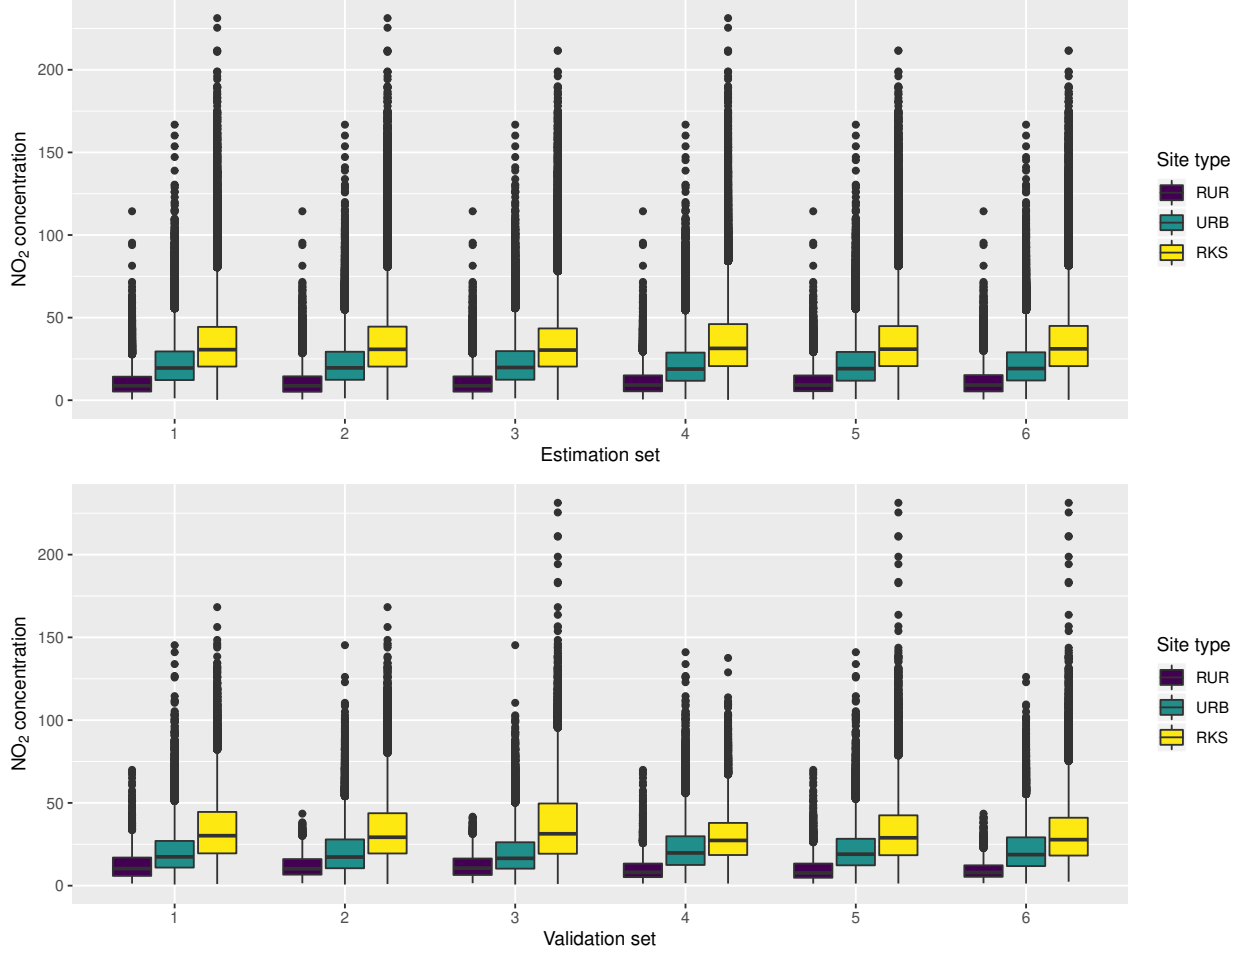 200
150
100
50
0
NO2 concentration
1 2 3 4 5 6
Estimation set
Site type
RUR
URB
RKS
200
150
100
50
0
NO2 concentration
1 2 3 4 5 6
Validation set
Site type
RUR
URB
RKS